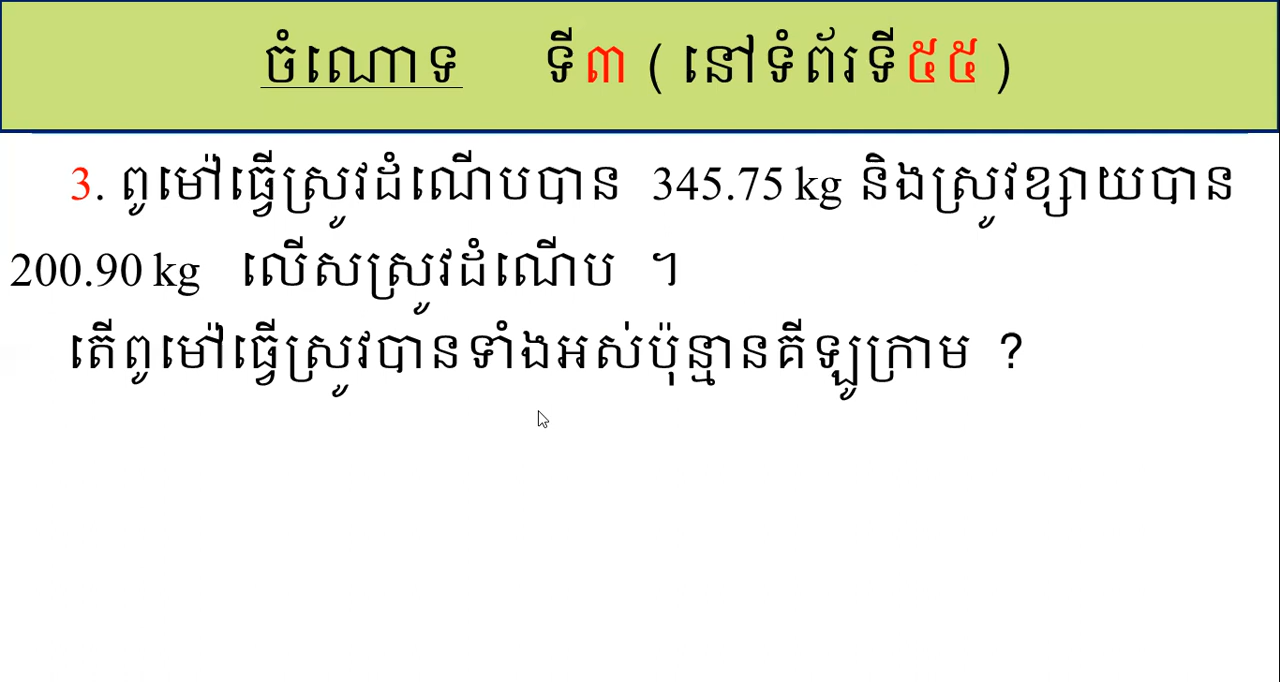 ចំណោទ ទី៣ ( នៅទំព័រទី៥៥ )
3. ពូមៅធ្វើស្រូវដំណើបបាន 345.75 kg និងស្រូវខ្សាយបាន
200.90 kg លើសស្រូវដំណើប ។
តើពូមៅធ្វើស្រូវបានទាំងអស់ប៉ុន្មានគីឡូក្រាម ?